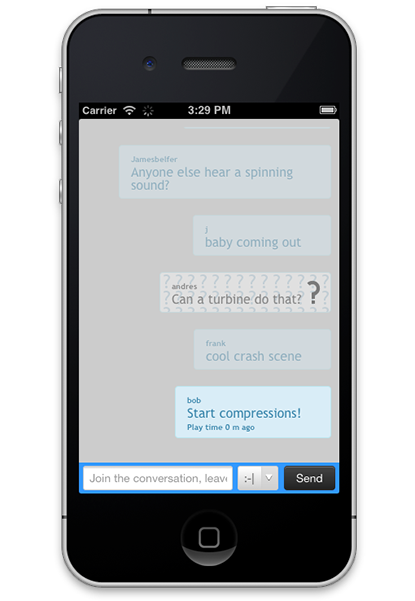 Carrier 3:29 PM
Jamesbelfer
Anyone else hear a spinning
sound?
j
baby coming out
andres
Can a turbine do that? ?
frank
cool crash scene
bob
Start compressions!
Play time 0 m ago
Join the conversation, leave :-| Send